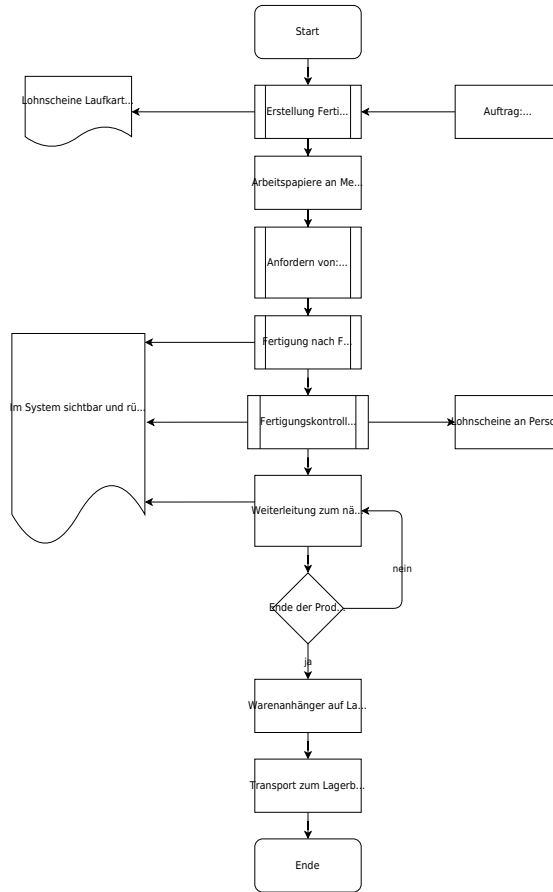 Start
Lohnscheine Laufkart...
Erstellung Ferti...
Auftrag:...
Arbeitspapiere an Me...
Anfordern von:...
Fertigung nach F...
Im System sichtbar und rü...
Fertigungskontroll...
Lohnscheine an Perso
Weiterleitung zum nä...
nein
Ende der Prod...
ja
Warenanhänger auf La...
Transport zum Lagerb...
Ende